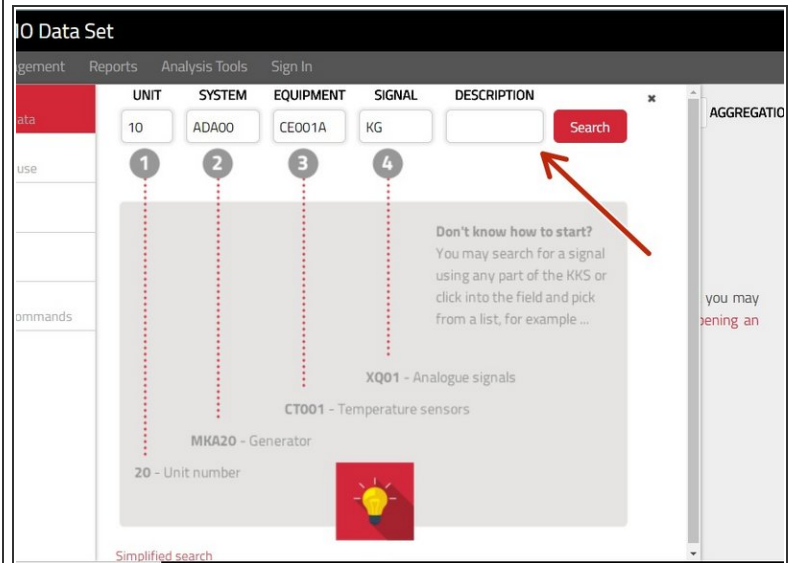 IO Data Set
gement Reports Analysis Tools Sign In
UNIT SYSTEM EQUIPMENT SIGNAL DESCRIPTION ×
10 ADA00 CE001A KG Search
AGGREGATIO
ata
use
ommands
1 2 3 4
Don't know how to start?
You may search for a signal
using any part of the KKS or
click into the field and pick
from a list, for example ...
you may
pening an
XQ01 - Analogue signals
CT001 - Temperature sensors
MKA20 - Generator
20 - Unit number
Simplified search